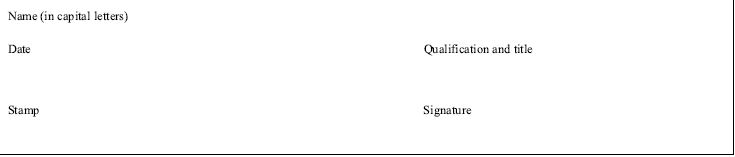 Name (in capital letters)
Date Qualification and title
Stamp Signature